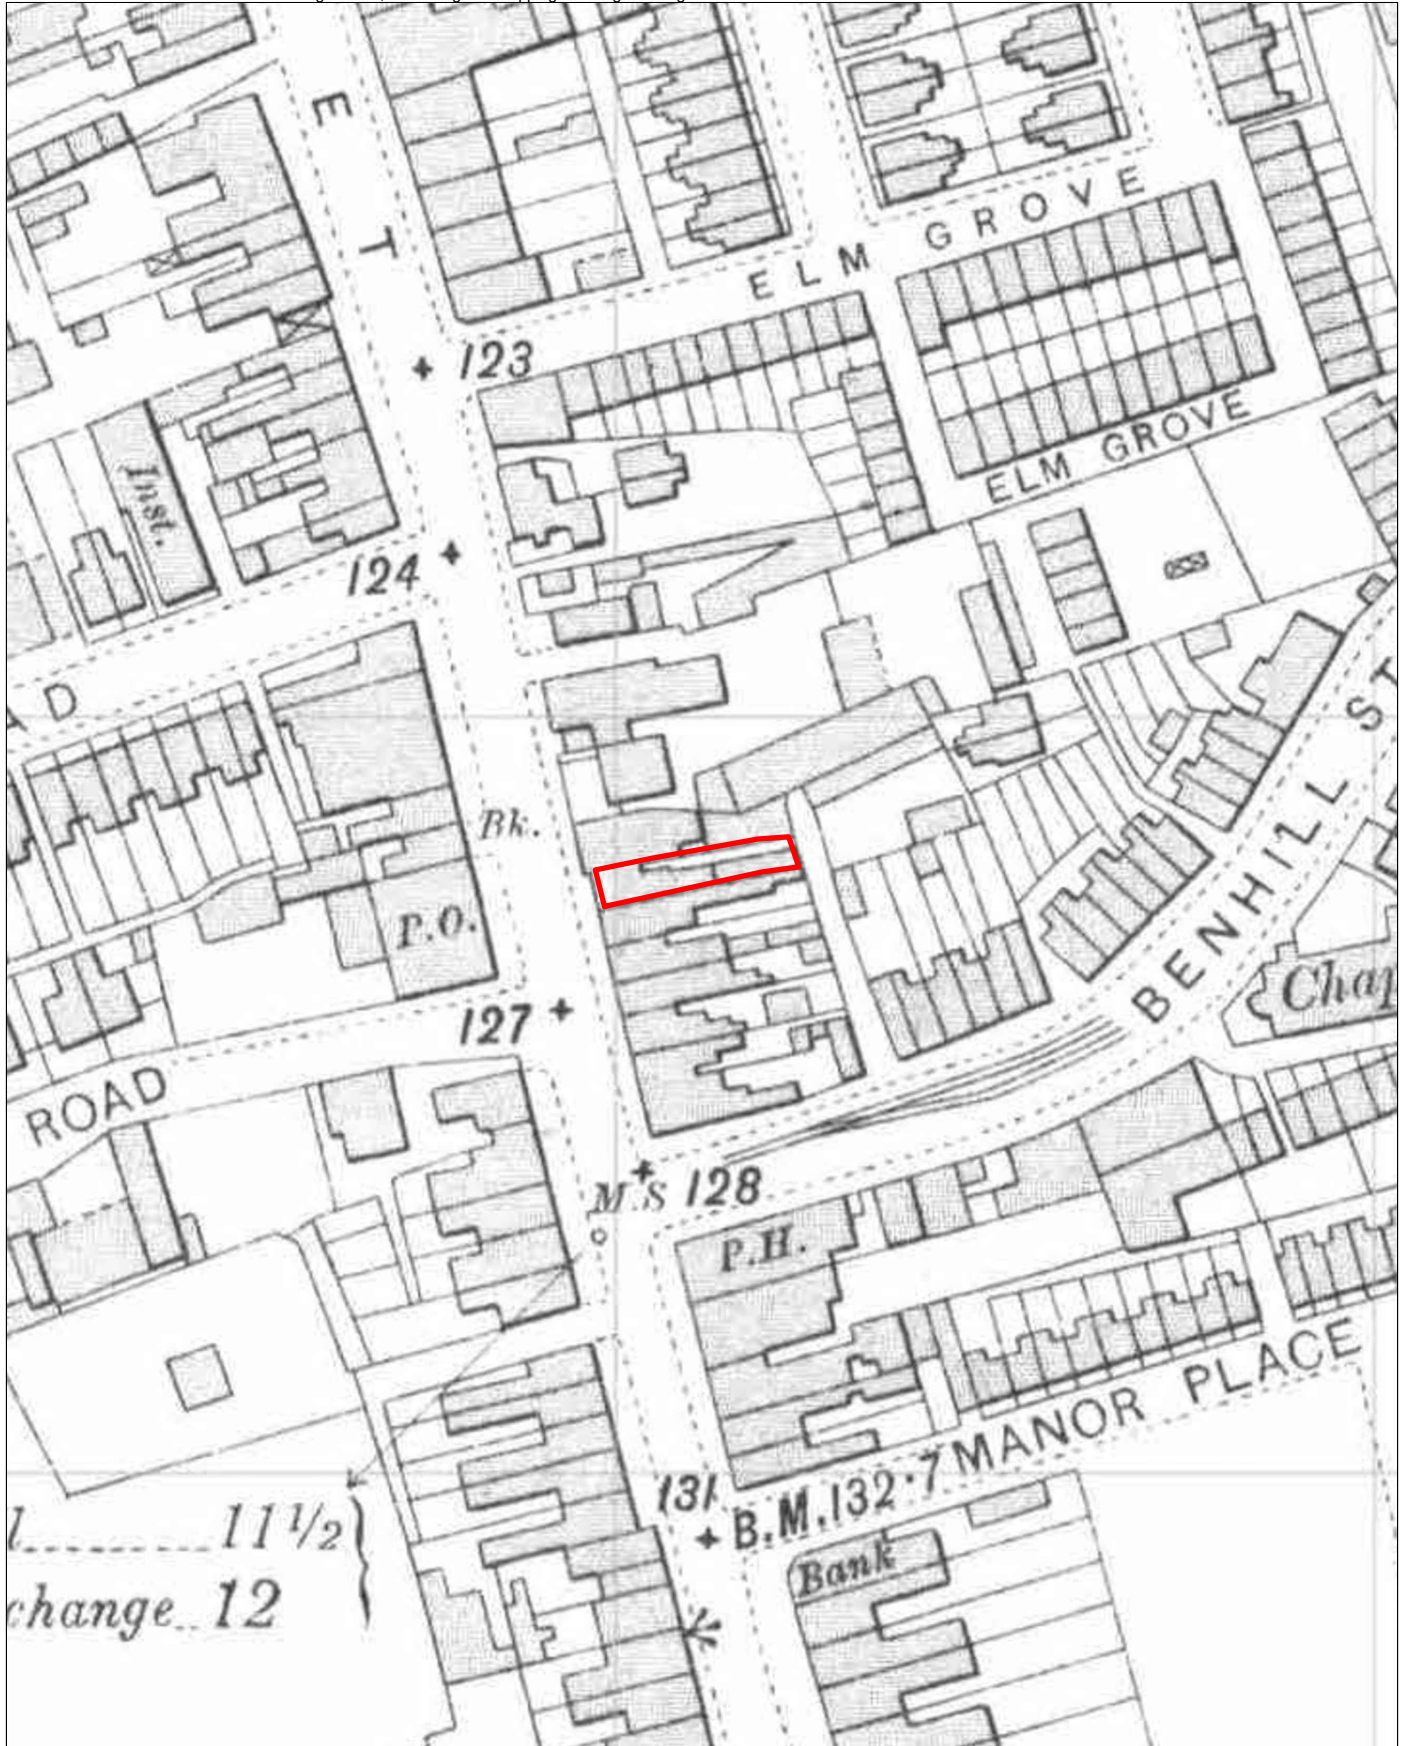 E
T
ELM GROVE
123
ELM GROVE
Inst.
124
AD
ST
Bk.
P.O.
BENHILL
Chap
127
ROAD
M.S 128
P.H.
MANOR PLACE
131
B.M.132·7
l 11½
change 12
Bank